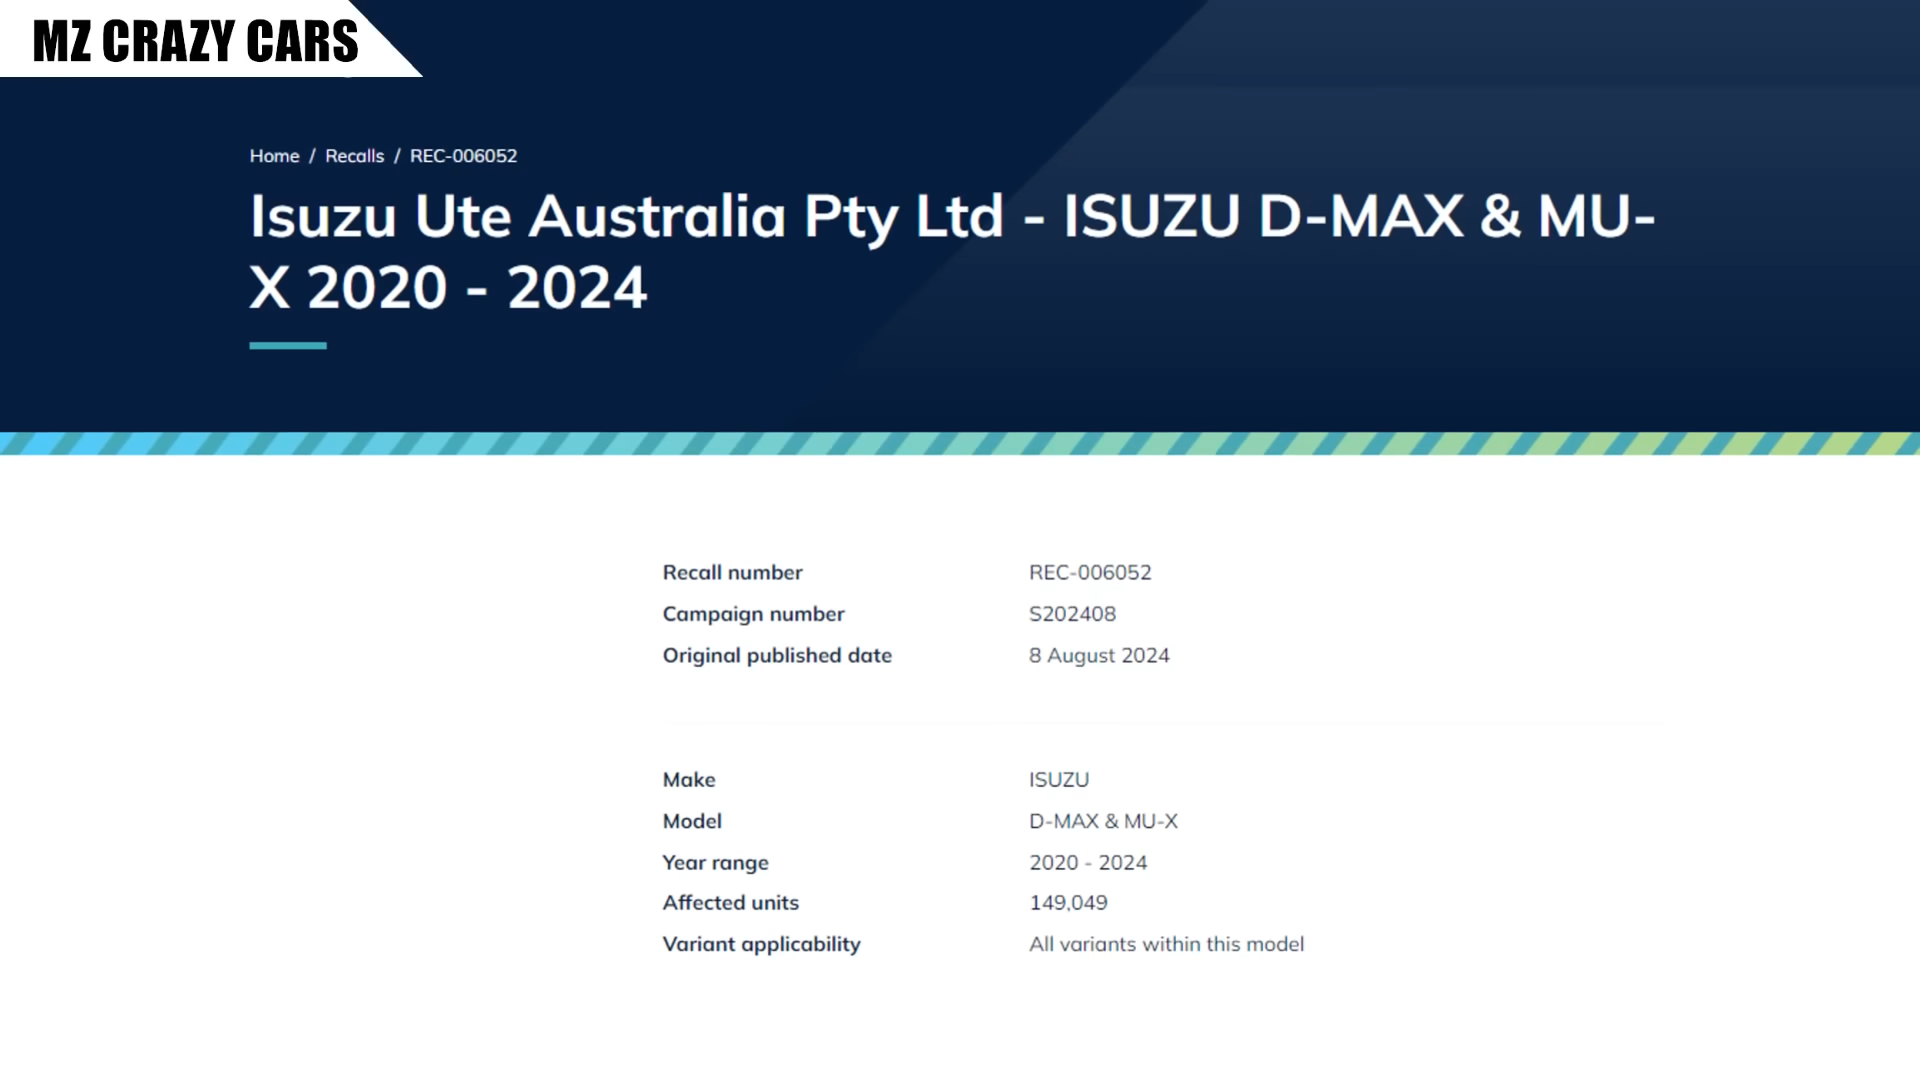 MZ CRAZY CARS
Home / Recalls / REC-006052
Isuzu Ute Australia Pty Ltd - ISUZU D-MAX & MU-
X 2020 - 2024
Recall number REC-006052
Campaign number S202408
Original published date 8 August 2024
Make ISUZU
Model D-MAX & MU-X
Year range 2020 - 2024
Affected units 149,049
Variant applicability All variants within this model